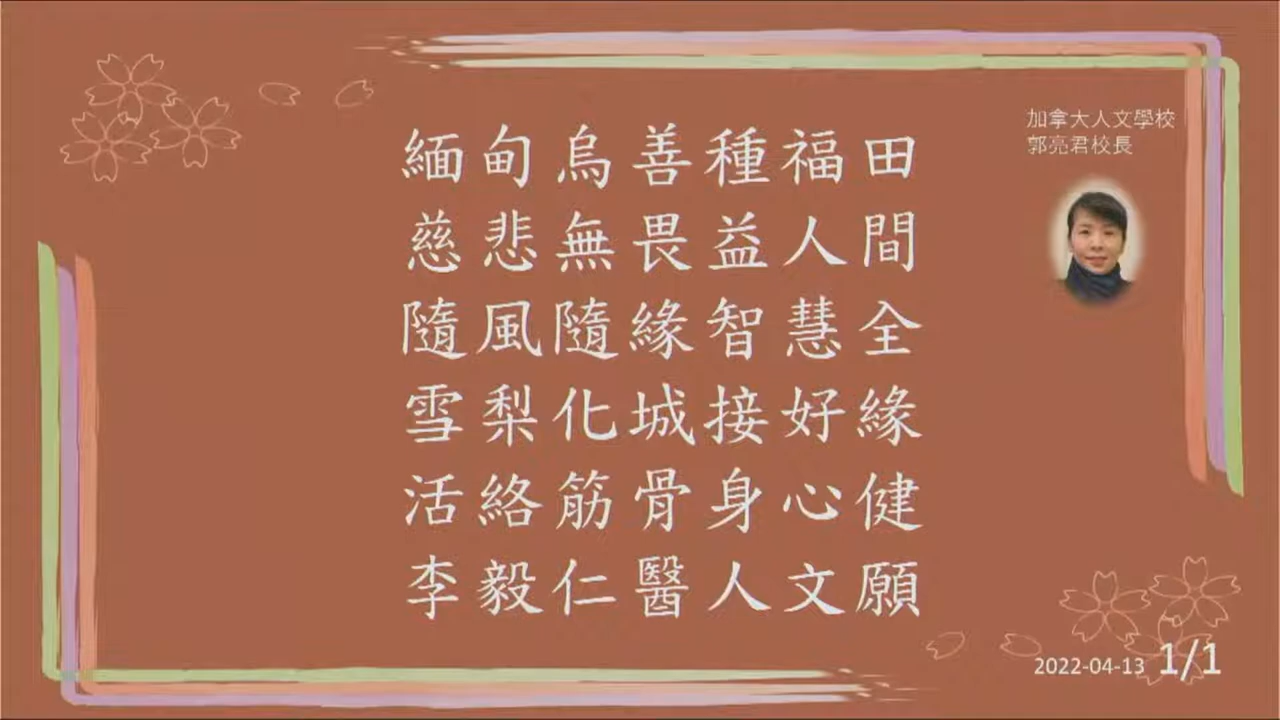 緬甸烏善種福田
慈悲無畏益人間
隨風隨緣智慧全
雪梨化城接好緣
活絡筋骨身心健
李毅仁醫人文願
加拿大人文學校
郭亮君校長
2022-04-13 1/1